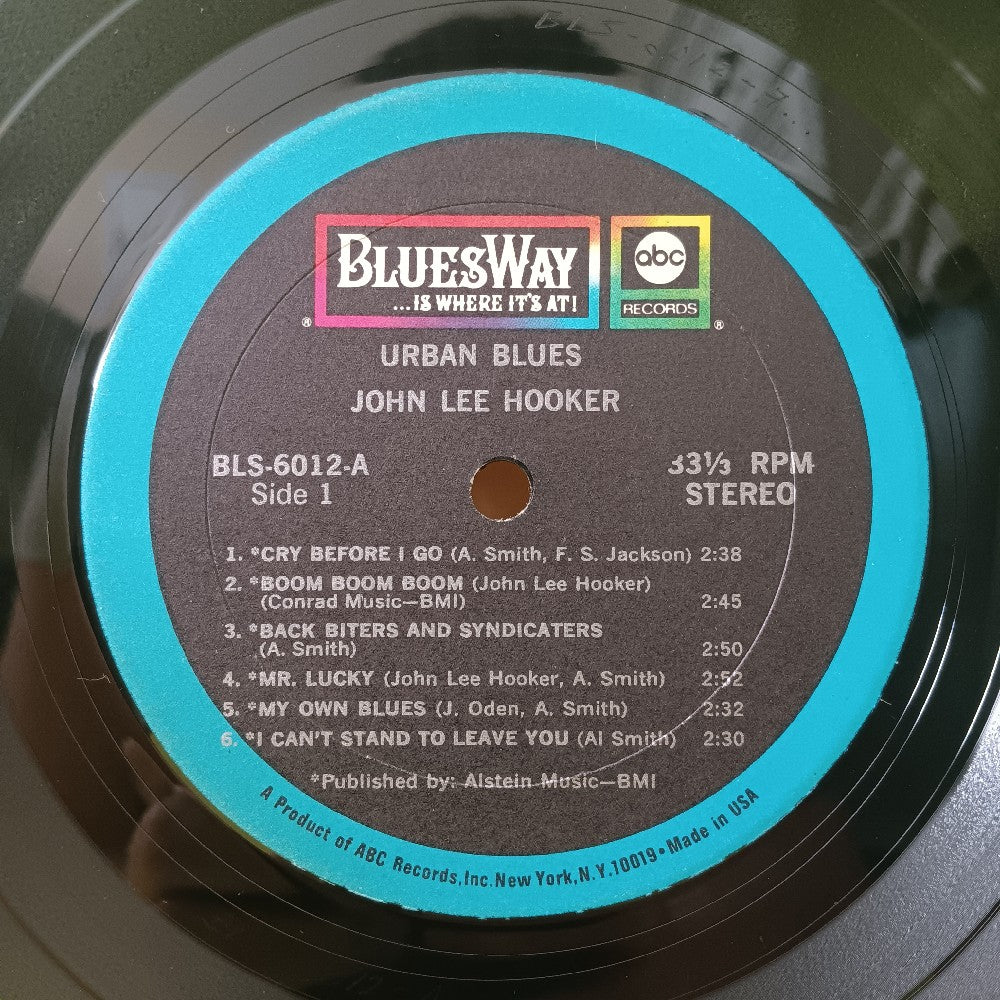 BLUESWAY
...IS WHERE IT'S AT!
®
abc
RECORDS
®
URBAN BLUES
JOHN LEE HOOKER
BLS-6012-A
Side 1
33⅓ RPM
STEREO
1. *CRY BEFORE I GO (A. Smith, F. S. Jackson) 2:38
2. *BOOM BOOM BOOM (John Lee Hooker)
(Conrad Music—BMI) 2:45
3. *BACK BITERS AND SYNDICATERS
(A. Smith) 2:50
4. *MR. LUCKY (John Lee Hooker, A. Smith) 2:52
5. *MY OWN BLUES (J. Oden, A. Smith) 2:32
6. *I CAN'T STAND TO LEAVE YOU (Al Smith) 2:30
*Published by: Alstein Music—BMI
A Product of ABC Records, Inc. New York, N.Y. 10019 • Made in USA